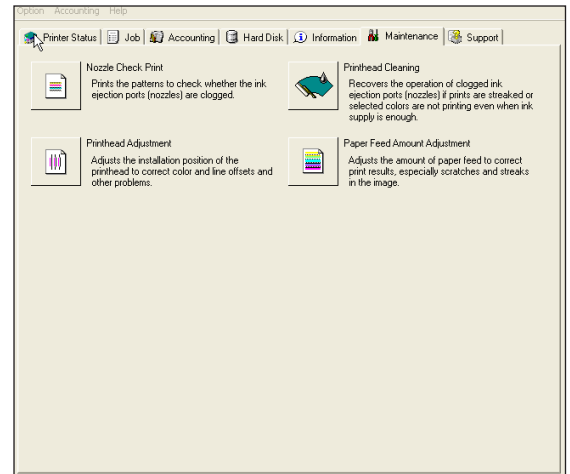 Option Accounting Help
Printer Status Job Accounting Hard Disk Information Maintenance Support
Nozzle Check Print
Prints the patterns to check whether the ink
ejection ports (nozzles) are clogged.
Printhead Cleaning
Recovers the operation of clogged ink
ejection ports (nozzles) if prints are streaked or
selected colors are not printing even when ink
supply is enough.
Printhead Adjustment
Adjusts the installation position of the
printhead to correct color and line offsets and
other problems.
Paper Feed Amount Adjustment
Adjusts the amount of paper feed to correct
print results, especially scratches and streaks
in the image.